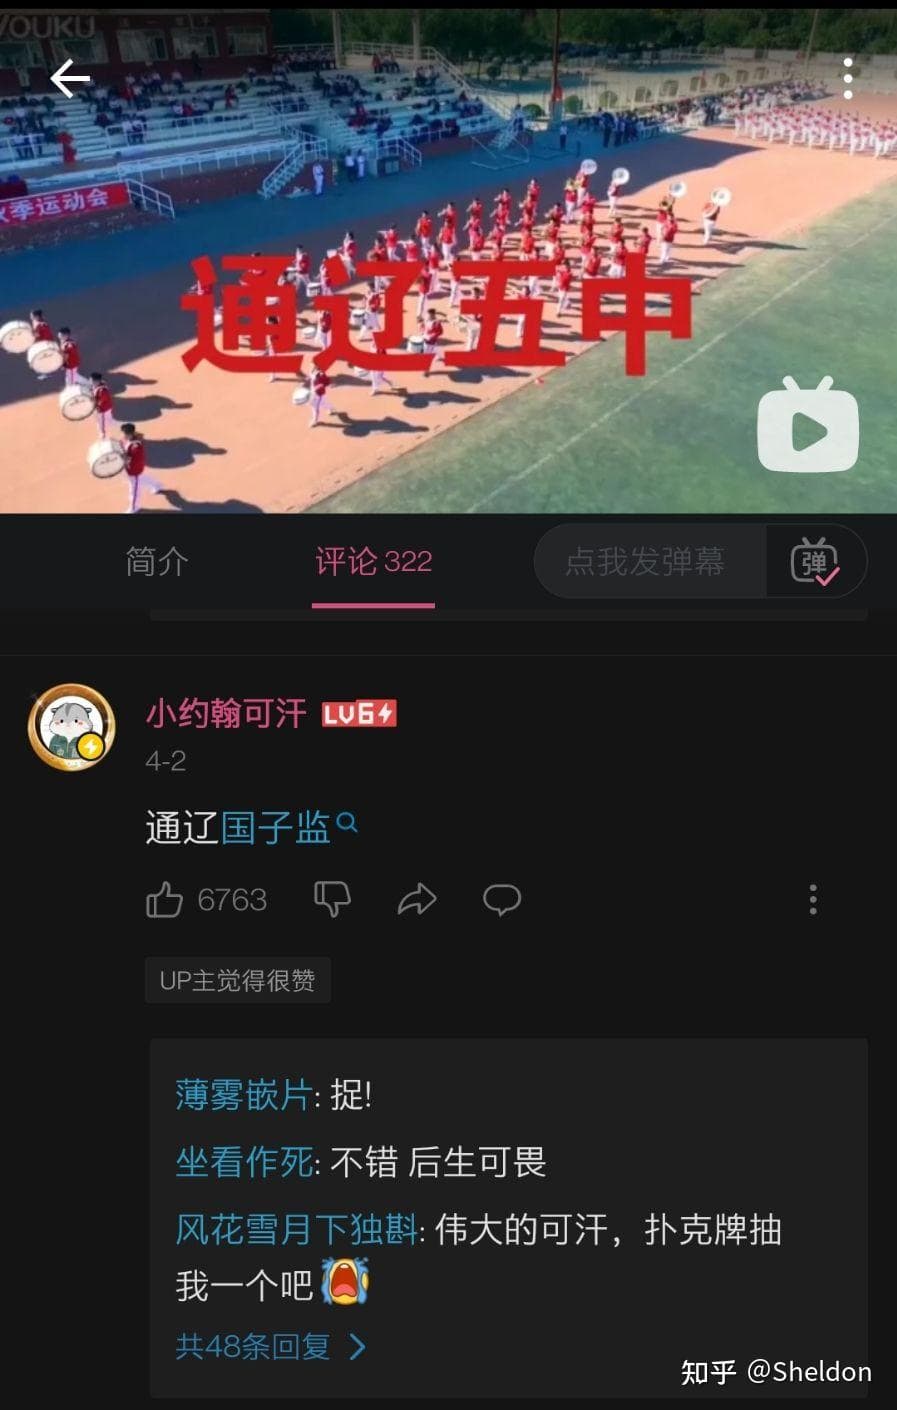 YOUKU
秋季运动会
通辽五中
简介
评论 322
点我发弹幕
弹
小约翰可汗 LV6
4-2
通辽国子监
6763
UP主觉得很赞
薄雾嵌片: 捉!
坐看作死: 不错 后生可畏
风花雪月下独斟: 伟大的可汗，扑克牌抽
我一个吧
共48条回复
知乎 @Sheldon